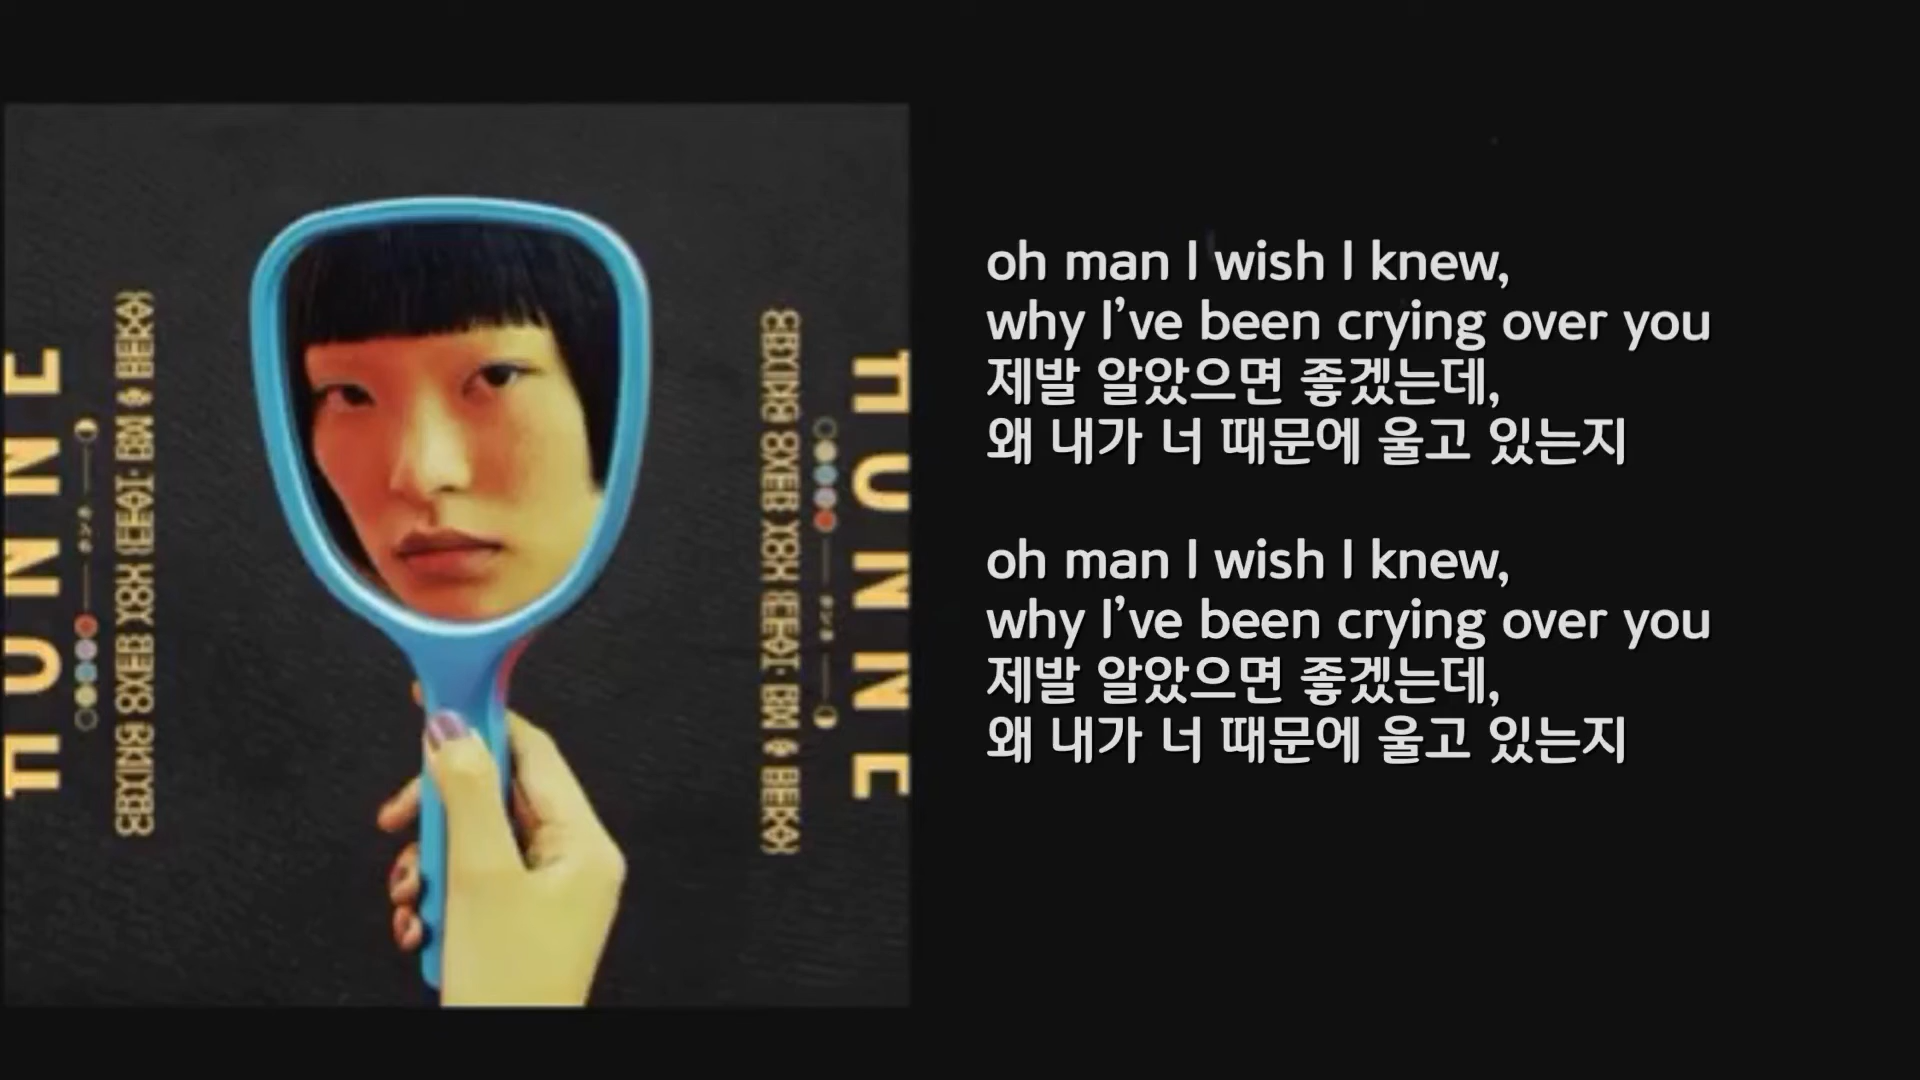 HONNE
HONNE
oh man I wish I knew,
why I've been crying over you
제발 알았으면 좋겠는데,
왜 내가 너 때문에 울고 있는지
oh man I wish I knew,
why I've been crying over you
제발 알았으면 좋겠는데,
왜 내가 너 때문에 울고 있는지